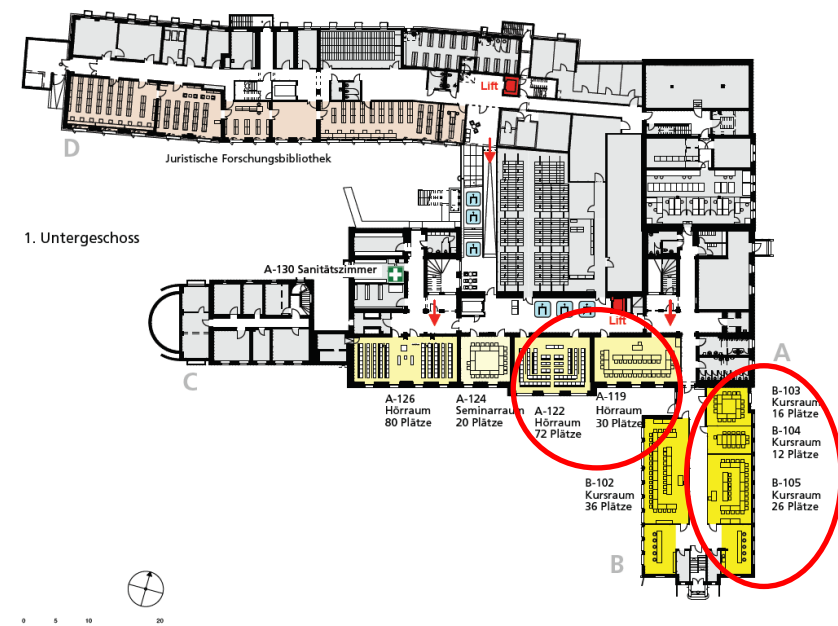 Lift
D
Juristische Forschungsbibliothek
1. Untergeschoss
A-130 Sanitätszimmer
Lift
A
C
A-126
Hörraum
80 Plätze
A-124
Seminarraum
20 Plätze
A-122
Hörraum
72 Plätze
A-119
Hörraum
30 Plätze
B-103
Kursraum
16 Plätze
B-104
Kursraum
12 Plätze
B-105
Kursraum
26 Plätze
B-102
Kursraum
36 Plätze
B
0 5 10 20